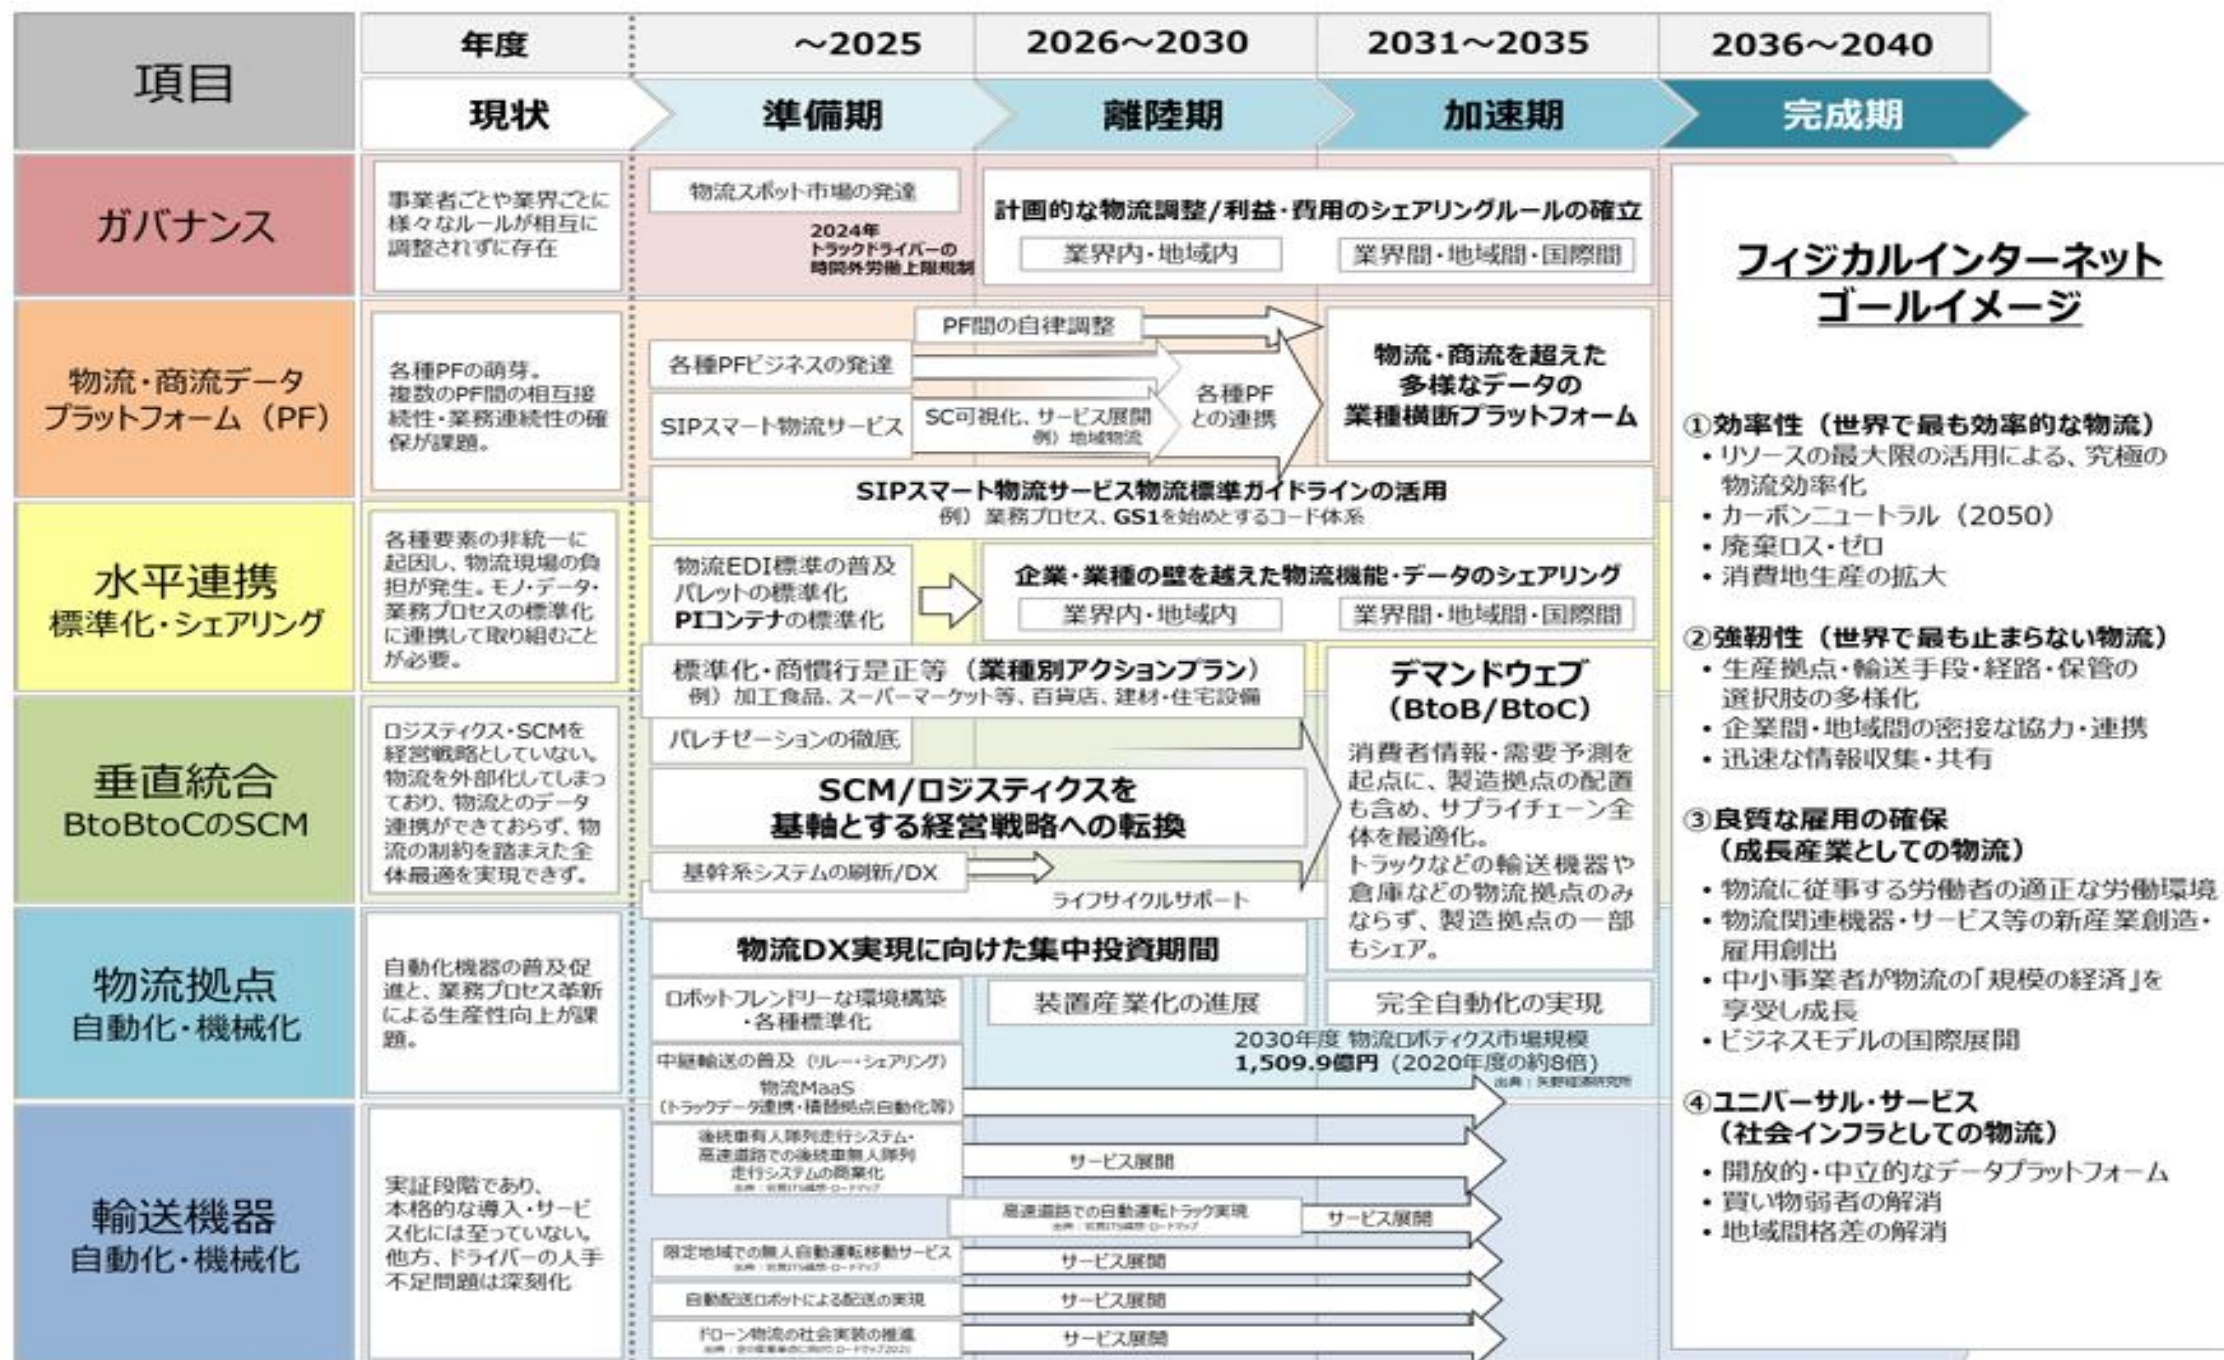 項目
年度
～2025
2026～2030
2031～2035
2036～2040
現状
準備期
離陸期
加速期
完成期
ガバナンス
事業者ごとや業界ごとに
様々なルールが相互に
調整されずに存在
物流スポット市場の発達
2024年
トラックドライバーの
時間外労働上限規制
計画的な物流調整/利益・費用のシェアリングルールの確立
業界内・地域内
業界間・地域間・国際間
物流・商流データ
プラットフォーム（PF）
各種PFの萌芽。
複数のPF間の相互接
続性・業務連続性の確
保が課題。
PF間の自律調整
各種PFビジネスの発達
SIPスマート物流サービス
SC可視化、サービス展開
例）地域物流
各種PF
との連携
物流・商流を超えた
多様なデータの
業種横断プラットフォーム
SIPスマート物流サービス物流標準ガイドラインの活用
例）業務プロセス、GS1を始めとするコード体系
水平連携
標準化・シェアリング
各種要素の非統一に
起因し、物流現場の負
担が発生。モノ・データ・
業務プロセスの標準化
に連携して取り組むこと
が必要。
物流EDI標準の普及
パレットの標準化
PIコンテナの標準化
企業・業種の壁を越えた物流機能・データのシェアリング
業界内・地域内
業界間・地域間・国際間
標準化・商慣行是正等（業種別アクションプラン）
例）加工食品、スーパーマーケット等、百貨店、建材・住宅設備
垂直統合
BtoBtoCのSCM
ロジスティクス・SCMを
経営戦略としていない。
物流を外部化してしまっ
ており、物流とのデータ
連携ができておらず、物
流の制約を踏まえた全
体最適を実現できず。
パレチゼーションの徹底
SCM/ロジスティクスを
基軸とする経営戦略への転換
基幹系システムの刷新/DX
ライフサイクルサポート
デマンドウェブ
（BtoB/BtoC）
消費者情報・需要予測を
起点に、製造拠点の配置
も含め、サプライチェーン全
体を最適化。
トラックなどの輸送機器や
倉庫などの物流拠点のみ
ならず、製造拠点の一部
もシェア。
物流拠点
自動化・機械化
自動化機器の普及促
進と、業務プロセス革新
による生産性向上が課
題。
物流DX実現に向けた集中投資期間
ロボットフレンドリーな環境構築
・各種標準化
装置産業化の進展
完全自動化の実現
2030年度 物流ロボティクス市場規模
1,509.9億円（2020年度の約8倍）
出典：矢野経済研究所
中継輸送の普及（リレー・シェアリング）
物流MaaS
（トラックデータ連携・積替拠点自動化等）
輸送機器
自動化・機械化
実証段階であり、
本格的な導入・サービ
ス化には至っていない。
他方、ドライバーの人手
不足問題は深刻化
後続車有人隊列走行システム・
高速道路での後続車無人隊列
走行システムの商業化
出典：官民ITS構想・ロードマップ
サービス展開
高速道路での自動運転トラック実現
出典：官民ITS構想・ロードマップ
サービス展開
限定地域での無人自動運転移動サービス
出典：官民ITS構想・ロードマップ
サービス展開
自動配送ロボットによる配送の実現
サービス展開
ドローン物流の社会実装の推進
サービス展開
フィジカルインターネット
ゴールイメージ
①効率性（世界で最も効率的な物流）
・リソースの最大限の活用による、究極の
物流効率化
・カーボンニュートラル（2050）
・廃棄ロス・ゼロ
・消費地生産の拡大
②強靭性（世界で最も止まらない物流）
・生産拠点・輸送手段・経路・保管の
選択肢の多様化
・企業間・地域間の密接な協力・連携
・迅速な情報収集・共有
③良質な雇用の確保
（成長産業としての物流）
・物流に従事する労働者の適正な労働環境
・物流関連機器・サービス等の新産業創造・
雇用創出
・中小事業者が物流の「規模の経済」を
享受し成長
・ビジネスモデルの国際展開
④ユニバーサル・サービス
（社会インフラとしての物流）
・開放的・中立的なデータプラットフォーム
・買い物弱者の解消
・地域間格差の解消